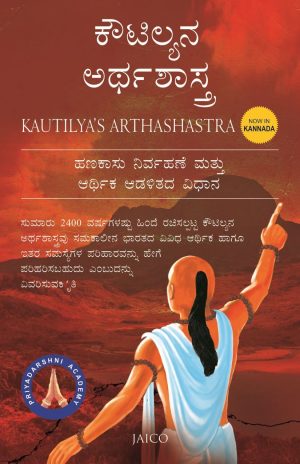 ಕೌಟಿಲ್ಯನ
ಅರ್ಥಶಾಸ್ತ್ರ
KAUTILYA'S ARTHASHASTRA
NOW IN
KANNADA
ಹಣಕಾಸು ನಿರ್ವಹಣೆ ಮತ್ತು
ಆರ್ಥಿಕ ಆಡಳಿತದ ವಿಧಾನ
ಸುಮಾರು 2400 ವರ್ಷಗಳಷ್ಟು ಹಿಂದೆ ರಚಿಸಲ್ಪಟ್ಟ ಕೌಟಿಲ್ಯನ
ಅರ್ಥಶಾಸ್ತ್ರವು ಸಮಕಾಲೀನ ಭಾರತದ ವಿವಿಧ ಆರ್ಥಿಕ ಹಾಗೂ
ಇತರ ಸಮಸ್ಯೆಗಳ ಪರಿಹಾರವನ್ನು ಹೇಗೆ
ಪರಿಹರಿಸಬಹುದು ಎಂಬುದನ್ನು
ವಿವರಿಸುವ
PRIYADARSHNI ACADEMY
JAICO